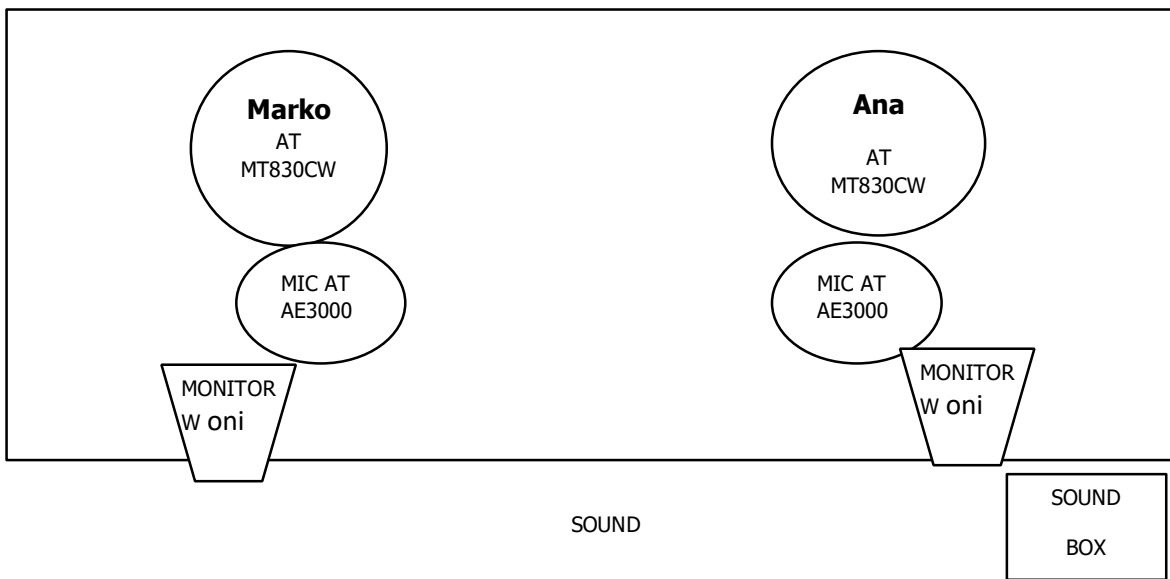 Marko
AT
MT830CW
Ana
AT
MT830CW
MIC AT
AE3000
MIC AT
AE3000
MONITOR
W oni
MONITOR
W oni
SOUND
SOUND
BOX